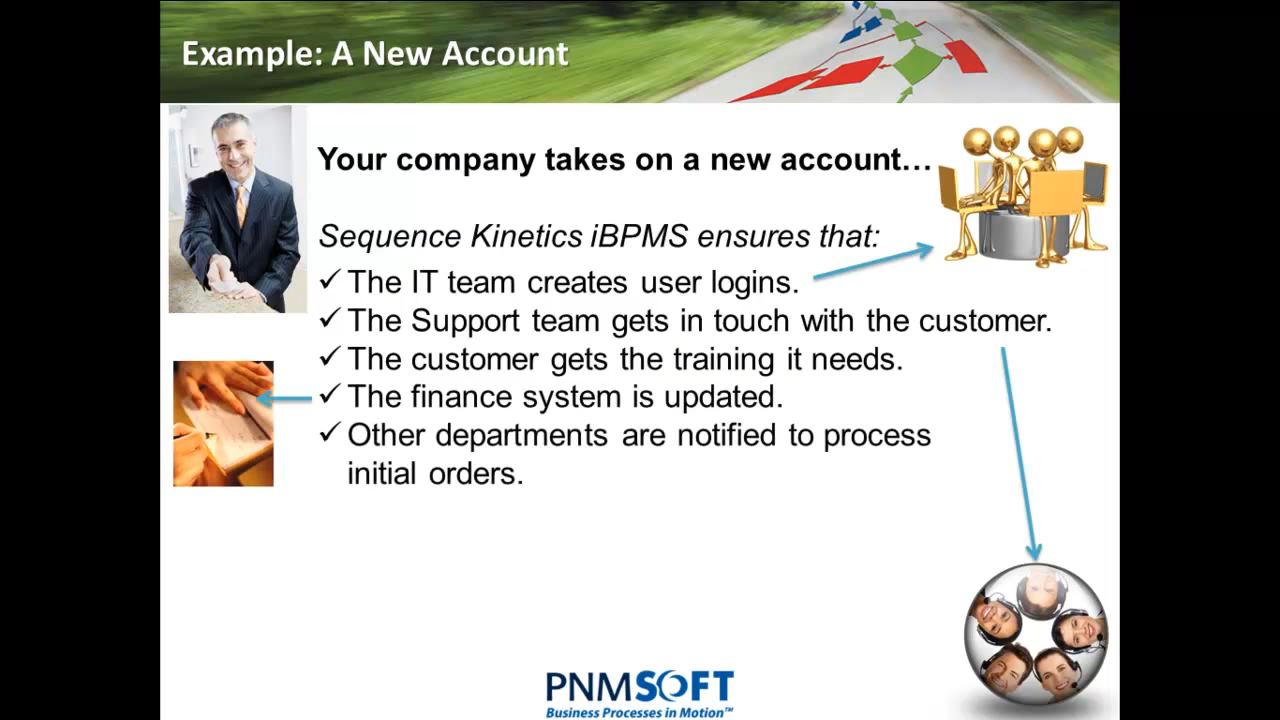 Example: A New Account
Your company takes on a new account…
Sequence Kinetics iBPMS ensures that:
✓ The IT team creates user logins.
✓ The Support team gets in touch with the customer.
✓ The customer gets the training it needs.
✓ The finance system is updated.
✓ Other departments are notified to process
initial orders.
PNMSOFT
Business Processes in Motion™